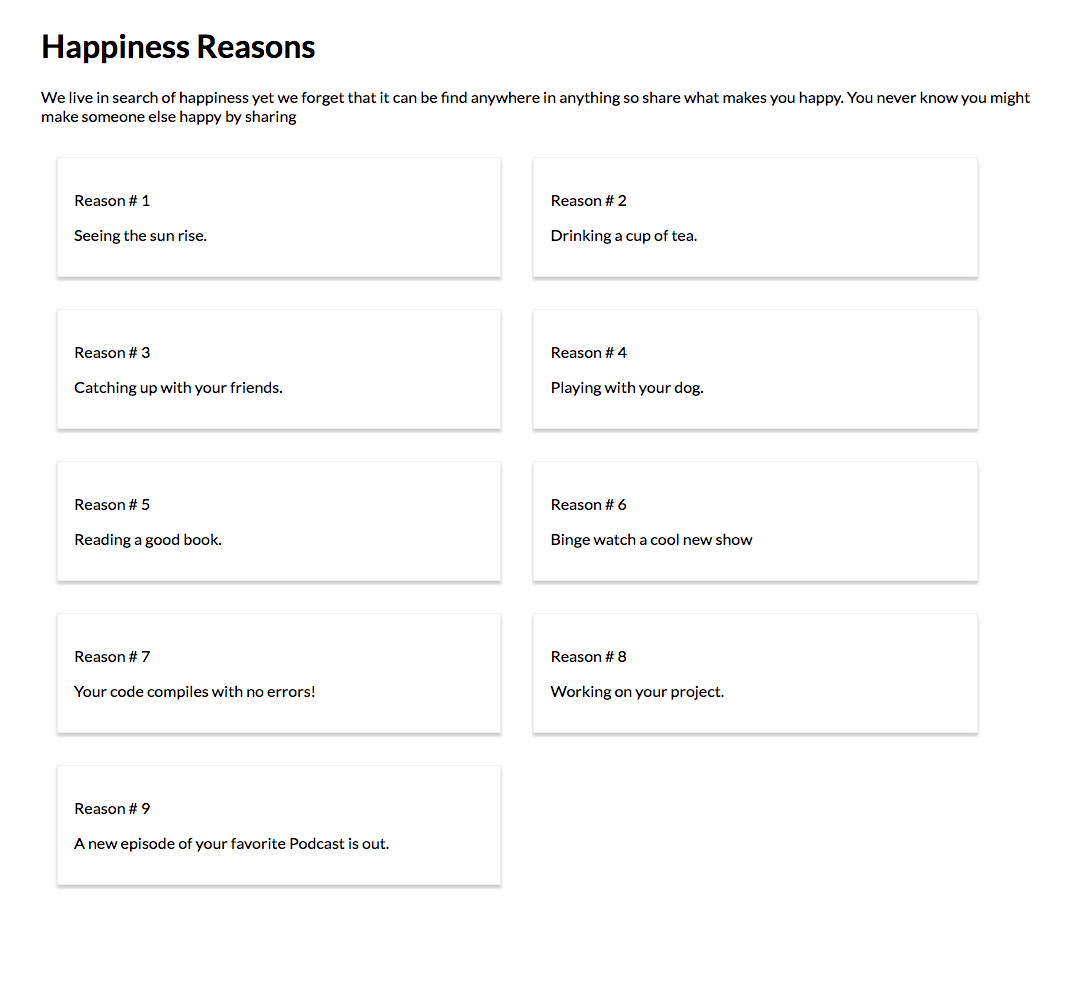 Happiness Reasons
We live in search of happiness yet we forget that it can be find anywhere in anything so share what makes you happy. You never know you might
make someone else happy by sharing
Reason # 1
Seeing the sun rise.
Reason # 2
Drinking a cup of tea.
Reason # 3
Catching up with your friends.
Reason # 4
Playing with your dog.
Reason # 5
Reading a good book.
Reason # 6
Binge watch a cool new show
Reason # 7
Your code compiles with no errors!
Reason # 8
Working on your project.
Reason # 9
A new episode of your favorite Podcast is out.